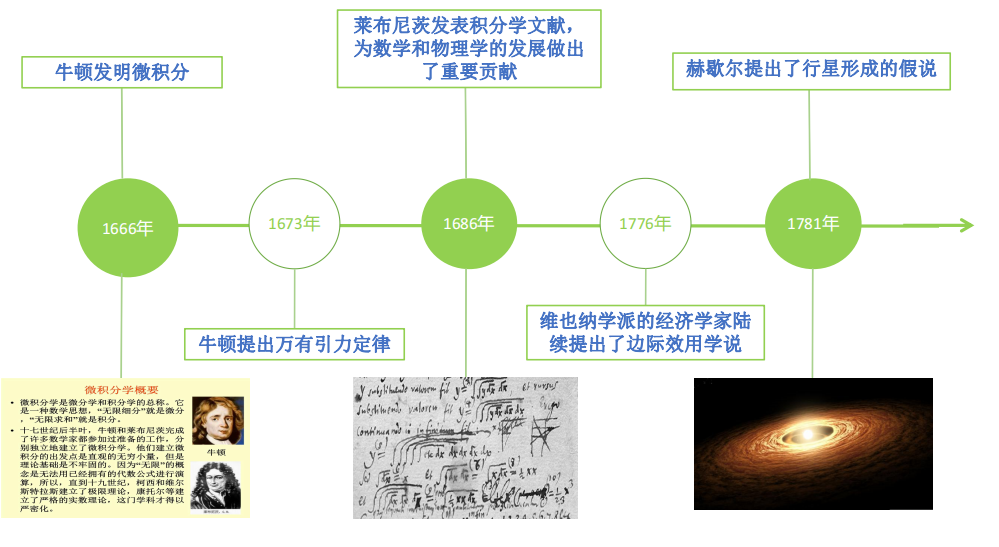 牛顿发明微积分
莱布尼茨发表积分学文献，
为数学和物理学的发展做出
了重要贡献
赫歇尔提出了行星形成的假说
1666年
1673年
1686年
1776年
1781年
牛顿提出万有引力定律
维也纳学派的经济学家陆
续提出了边际效用学说
微积分学概要
• 微积分学是微分学和积分学的总称。它
是一种数学思想，“无限细分”就是微分
，“无限求和”就是积分。
• 十七世纪后半叶，牛顿和莱布尼茨完成
了许多数学家都参加过准备的工作，分
别独立地建立了微积分学。他们建立微
积分的出发点是直观的无穷小量，但是
理论基础是不牢固的。因为“无限”的概
念是无法用已经拥有的代数公式进行演
算，所以，直到十九世纪，柯西和维尔
斯特拉斯建立了极限理论，康托尔等建
立了严格的实数理论，这门学科才得以
严密化。
牛顿